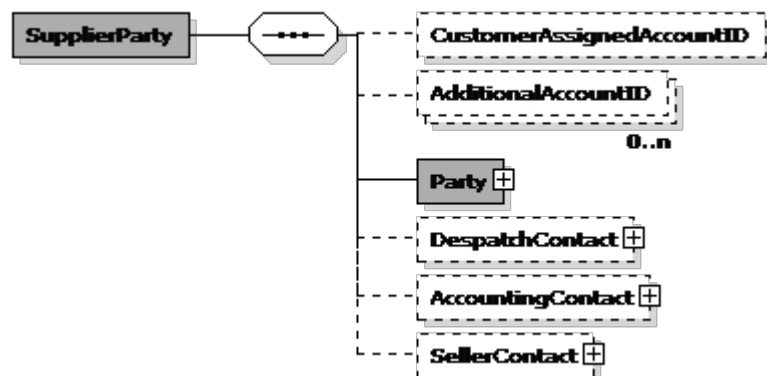 SupplierParty
CustomerAssignedAccountID
AdditionalAccountID
0..n
Party
DespatchContact
AccountingContact
SellerContact